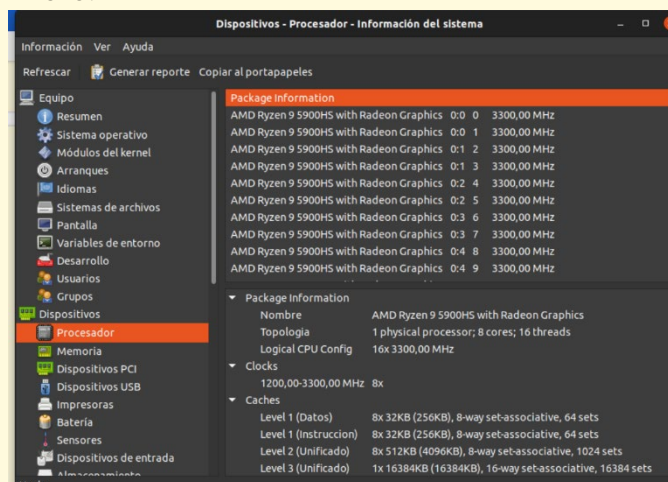 Dispositivos - Procesador - Información del sistema
Información Ver Ayuda
Refrescar Generar reporte Copiar al portapapeles
Equipo
Resumen
Sistema operativo
Módulos del kernel
Arranques
Idiomas
Sistemas de archivos
Pantalla
Variables de entorno
Desarrollo
Usuarios
Grupos
Dispositivos
Procesador
Memoria
Dispositivos PCI
Dispositivos USB
Impresoras
Batería
Sensores
Dispositivos de entrada
Almacenamiento
Package Information
AMD Ryzen 9 5900HS with Radeon Graphics 0:0 0 3300,00 MHz
AMD Ryzen 9 5900HS with Radeon Graphics 0:0 1 3300,00 MHz
AMD Ryzen 9 5900HS with Radeon Graphics 0:1 2 3300,00 MHz
AMD Ryzen 9 5900HS with Radeon Graphics 0:1 3 3300,00 MHz
AMD Ryzen 9 5900HS with Radeon Graphics 0:2 4 3300,00 MHz
AMD Ryzen 9 5900HS with Radeon Graphics 0:2 5 3300,00 MHz
AMD Ryzen 9 5900HS with Radeon Graphics 0:3 6 3300,00 MHz
AMD Ryzen 9 5900HS with Radeon Graphics 0:3 7 3300,00 MHz
AMD Ryzen 9 5900HS with Radeon Graphics 0:4 8 3300,00 MHz
AMD Ryzen 9 5900HS with Radeon Graphics 0:4 9 3300,00 MHz
Package Information
Nombre AMD Ryzen 9 5900HS with Radeon Graphics
Topologia 1 physical processor; 8 cores; 16 threads
Logical CPU Config 16x 3300,00 MHz
Clocks
1200,00-3300,00 MHz 8x
Caches
Level 1 (Datos) 8x 32KB (256KB), 8-way set-associative, 64 sets
Level 1 (Instruccion) 8x 32KB (256KB), 8-way set-associative, 64 sets
Level 2 (Unificado) 8x 512KB (4096KB), 8-way set-associative, 1024 sets
Level 3 (Unificado) 1x 16384KB (16384KB), 16-way set-associative, 16384 sets